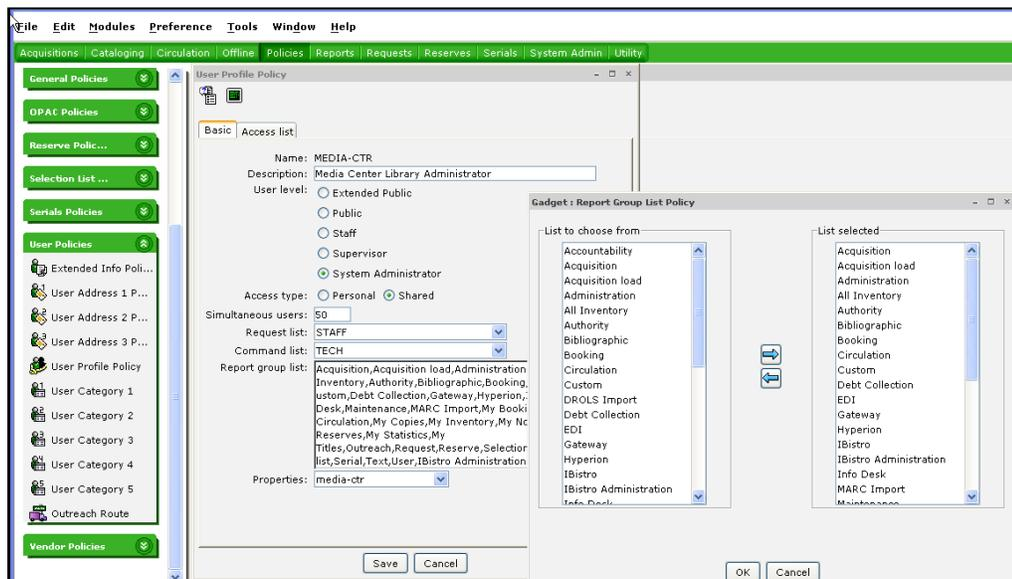 File Edit Modules Preference Tools Window Help
Acquisitions Cataloging Circulation Offline Policies Reports Requests Reserves Serials System Admin Utility
General Policies
OPAC Policies
Reserve Polic...
Selection List ...
Serials Policies
User Policies
Extended Info Poli...
User Address 1 P...
User Address 2 P...
User Address 3 P...
User Profile Policy
User Category 1
User Category 2
User Category 3
User Category 4
User Category 5
Outreach Route
Vendor Policies
User Profile Policy
Basic Access list
Name: MEDIA-CTR
Description: Media Center Library Administrator
User level: Extended Public
Public
Staff
Supervisor
System Administrator
Access type: Personal Shared
Simultaneous users: 50
Request list: STAFF
Command list: TECH
Report group list: Acquisition,Acquisition load,Administration
Inventory,Authority,Bibliographic,Booking,
ustom,Debt Collection,Gateway,Hyperion,
Desk,Maintenance,MARC Import,My Booki
Circulation,My Copies,My Inventory,My No
Reserves,My Statistics,My
Titles,Outreach,Request,Reserve,Selection
list,Serial,Text,User,IBistro Administration
Properties: media-ctr
Save Cancel
Gadget : Report Group List Policy
List to choose from
Accountability
Acquisition
Acquisition load
Administration
All Inventory
Authority
Bibliographic
Booking
Circulation
Custom
DROLS Import
Debt Collection
EDI
Gateway
Hyperion
IBistro
IBistro Administration
Info Desk
List selected
Acquisition
Acquisition load
Administration
All Inventory
Authority
Bibliographic
Booking
Circulation
Custom
Debt Collection
EDI
Gateway
Hyperion
IBistro
IBistro Administration
Info Desk
MARC Import
Maintenance
OK Cancel